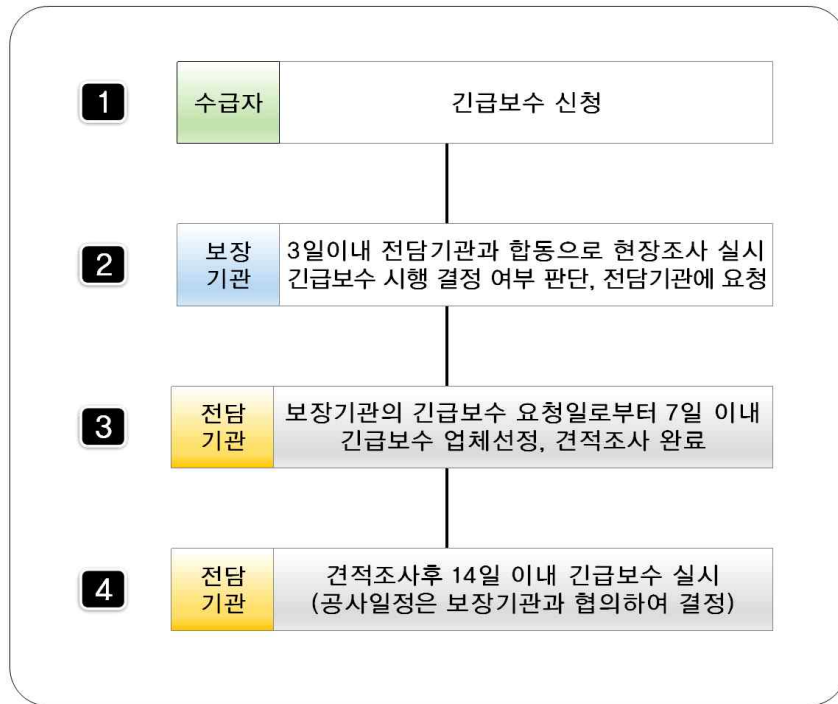 1
수급자
긴급보수 신청
2
보장
기관
3일이내 전담기관과 합동으로 현장조사 실시
긴급보수 시행 결정 여부 판단, 전담기관에 요청
3
전담
기관
보장기관의 긴급보수 요청일로부터 7일 이내
긴급보수 업체선정, 견적조사 완료
4
전담
기관
견적조사후 14일 이내 긴급보수 실시
(공사일정은 보장기관과 협의하여 결정)